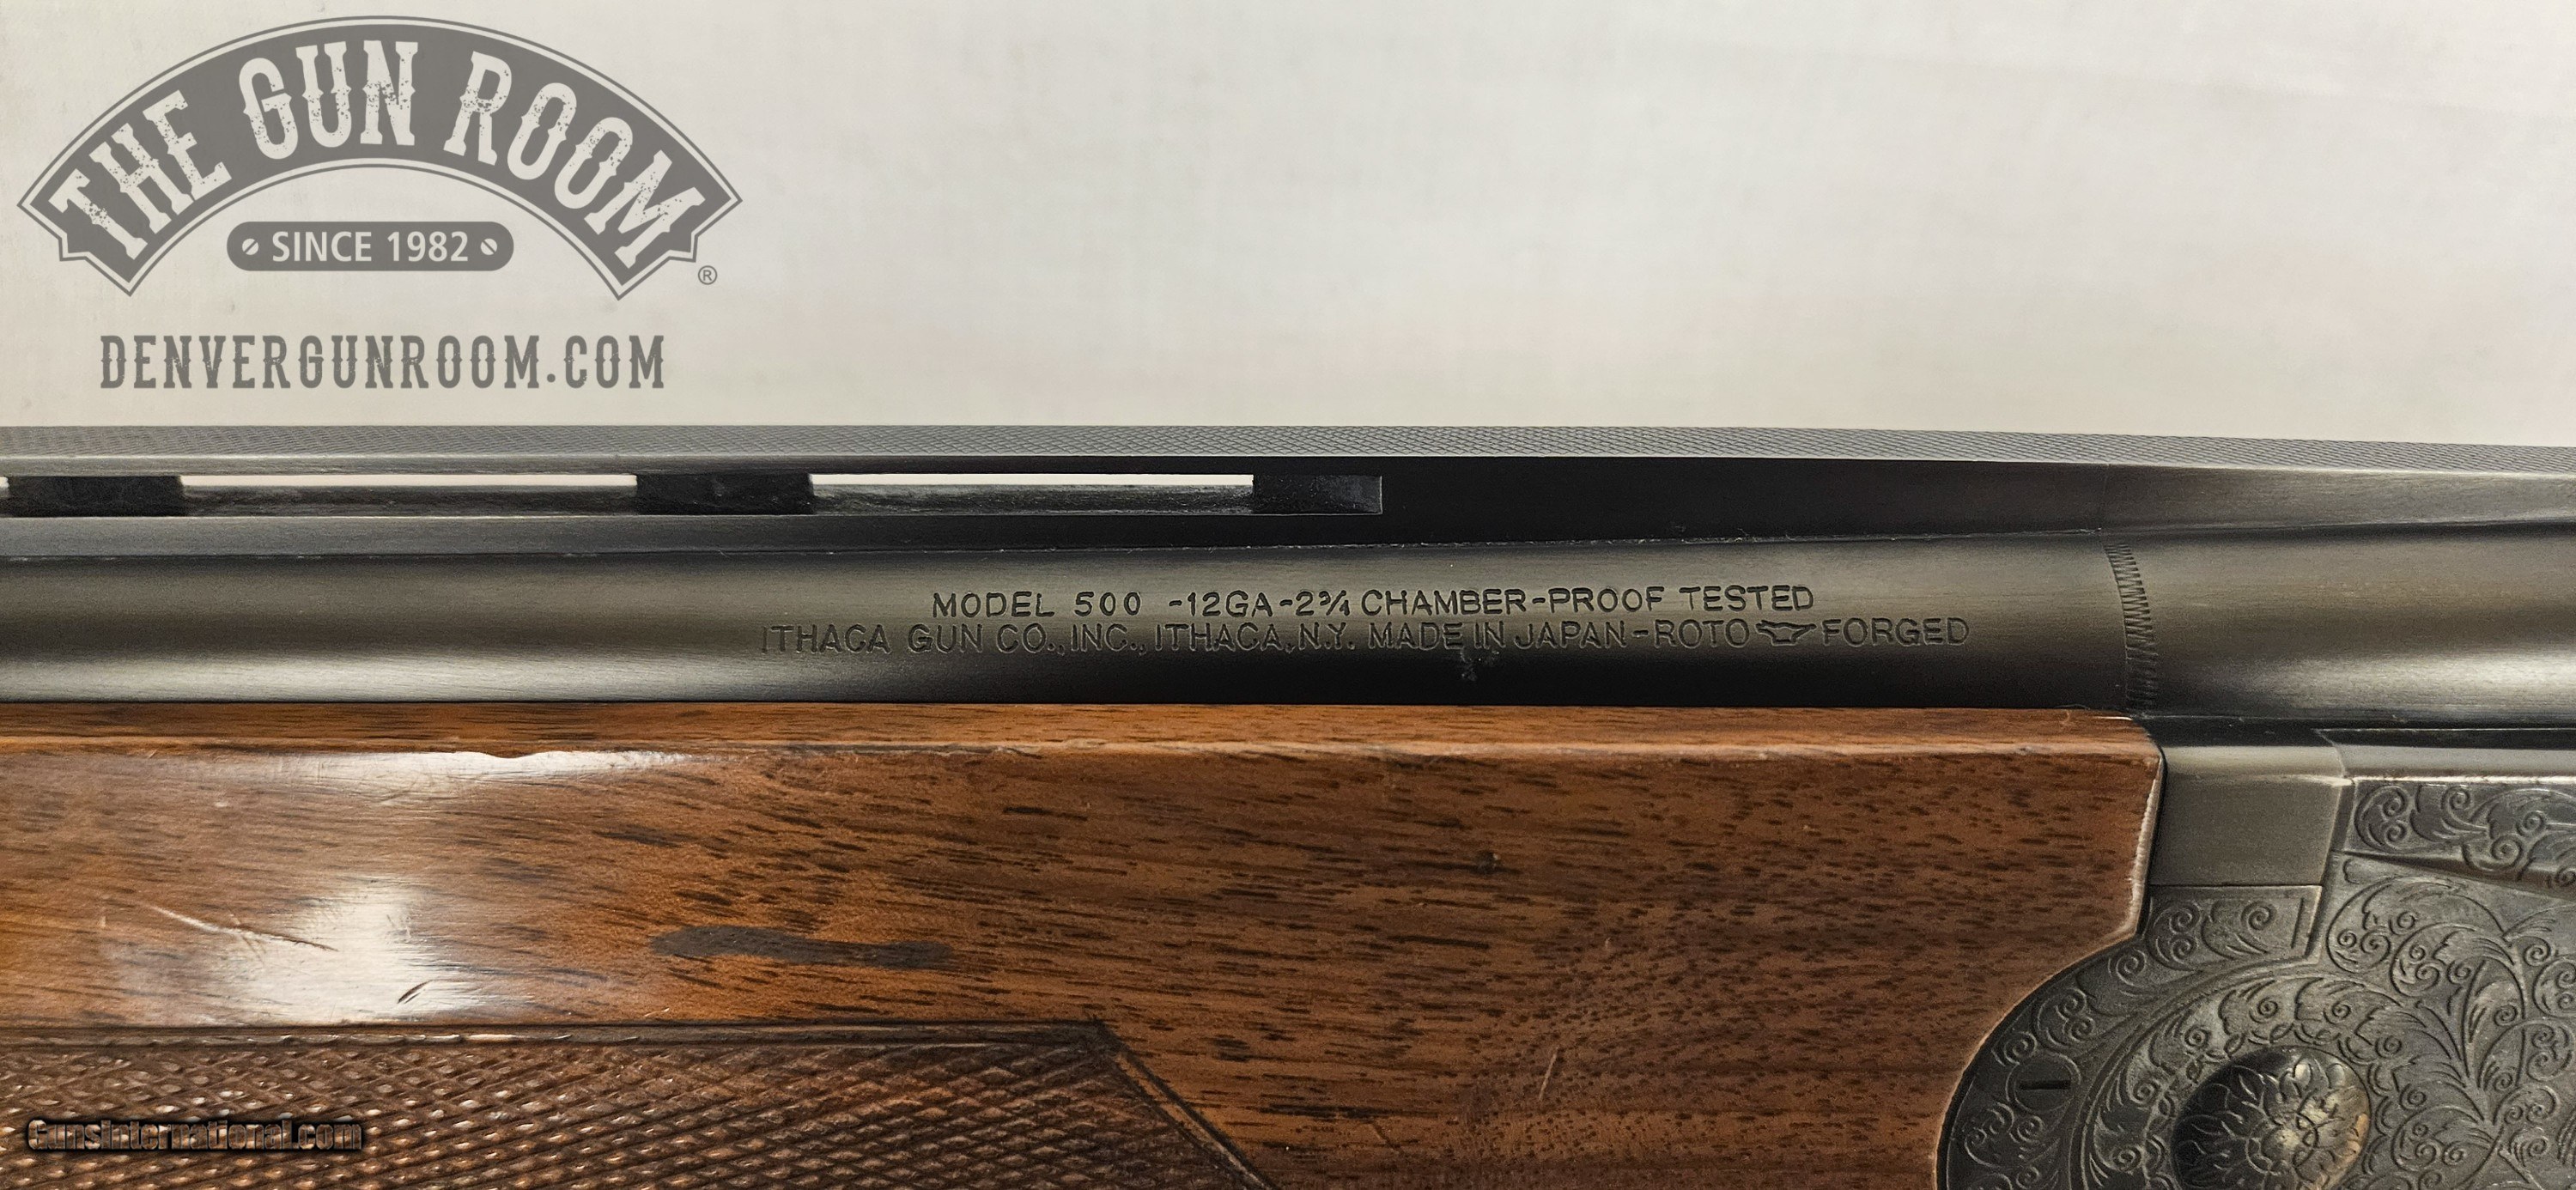 THE GUN ROOM
SINCE 1982
®
DENVERGUNROOM.COM
MODEL 500 -12GA-2¾ CHAMBER-PROOF TESTED
ITHACA GUN CO., INC., ITHACA, N.Y. MADE IN JAPAN-ROTO FORGED
GunsInternational.com